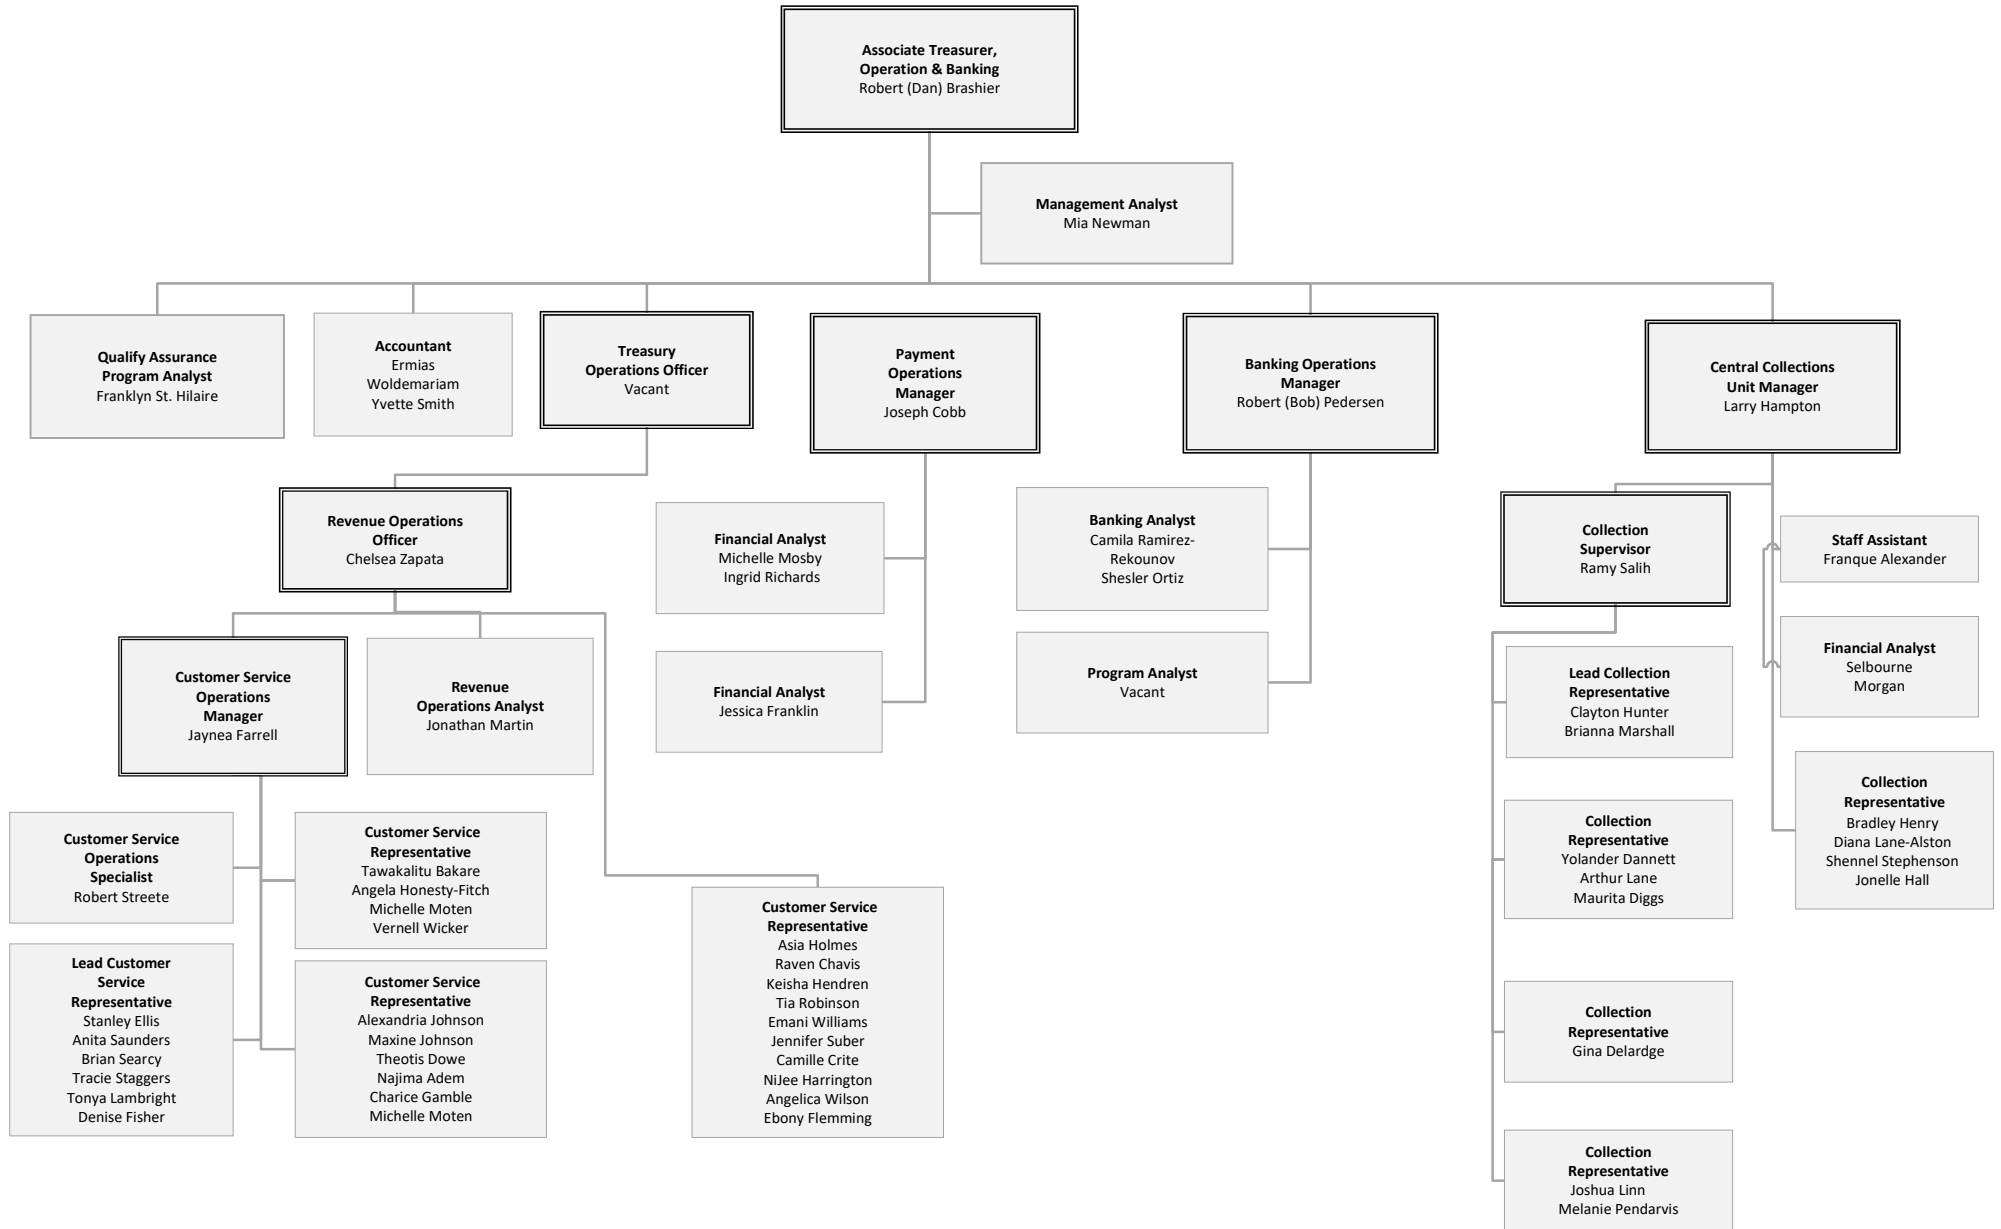 Associate Treasurer,
Operation & Banking
Robert (Dan) Brashier
Management Analyst
Mia Newman
Qualify Assurance
Program Analyst
Franklyn St. Hilaire
Accountant
Ermias
Woldemariam
Yvette Smith
Treasury
Operations Officer
Vacant
Payment
Operations
Manager
Joseph Cobb
Banking Operations
Manager
Robert (Bob) Pedersen
Central Collections
Unit Manager
Larry Hampton
Revenue Operations
Officer
Chelsea Zapata
Financial Analyst
Michelle Mosby
Ingrid Richards
Banking Analyst
Camila Ramirez-
Rekounov
Shesler Ortiz
Collection
Supervisor
Ramy Salih
Staff Assistant
Franque Alexander
Customer Service
Operations
Manager
Jaynea Farrell
Revenue
Operations Analyst
Jonathan Martin
Financial Analyst
Jessica Franklin
Program Analyst
Vacant
Lead Collection
Representative
Clayton Hunter
Brianna Marshall
Financial Analyst
Selbourne
Morgan
Customer Service
Operations
Specialist
Robert Streete
Customer Service
Representative
Tawakalitu Bakare
Angela Honesty-Fitch
Michelle Moten
Vernell Wicker
Collection
Representative
Yolander Dannett
Arthur Lane
Maurita Diggs
Collection
Representative
Bradley Henry
Diana Lane-Alston
Shennel Stephenson
Jonelle Hall
Lead Customer
Service
Representative
Stanley Ellis
Anita Saunders
Brian Searcy
Tracie Staggers
Tonya Lambright
Denise Fisher
Customer Service
Representative
Alexandria Johnson
Maxine Johnson
Theotis Dowe
Najima Adem
Charice Gamble
Michelle Moten
Customer Service
Representative
Asia Holmes
Raven Chavis
Keisha Hendren
Tia Robinson
Emani Williams
Jennifer Suber
Camille Crite
NiJee Harrington
Angelica Wilson
Ebony Flemming
Collection
Representative
Gina Delardge
Collection
Representative
Joshua Linn
Melanie Pendarvis